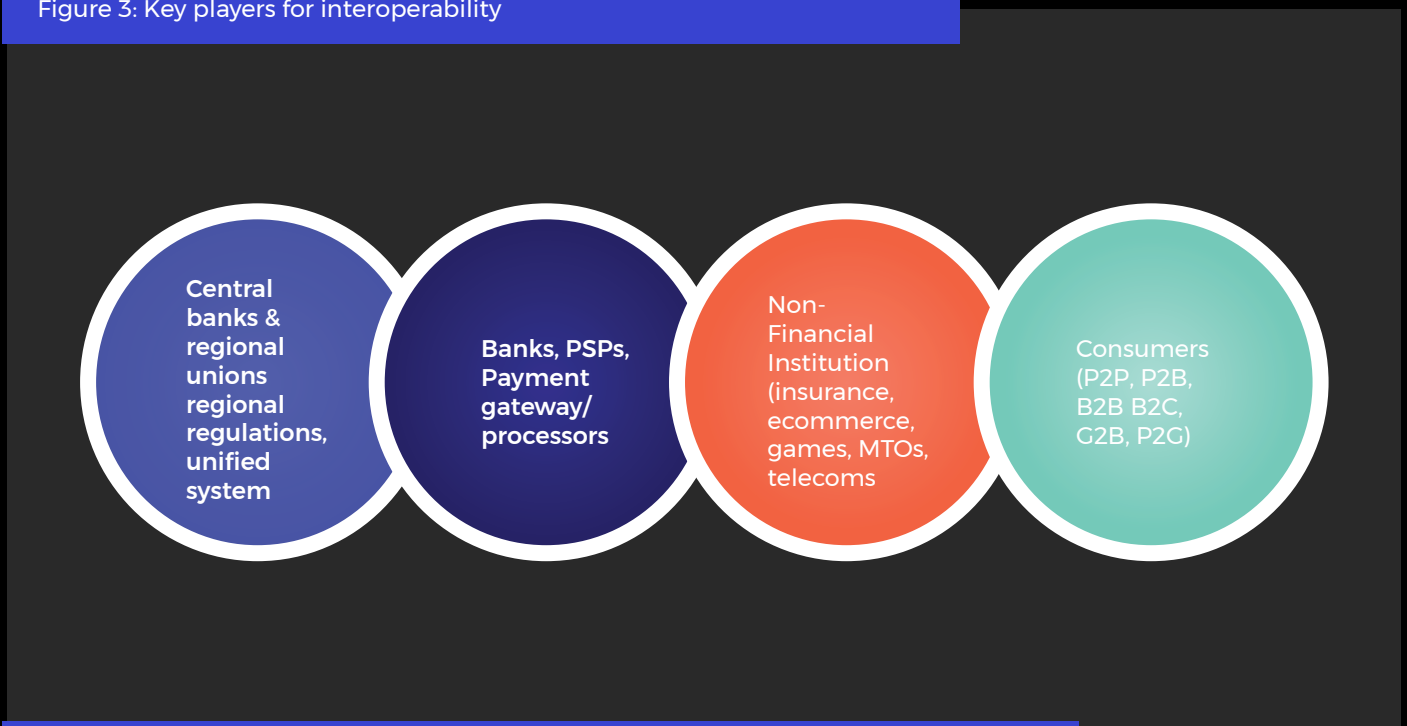 Figure 3: Key players for interoperability
Central
banks &
regional
unions
regional
regulations,
unified
system
Banks, PSPs,
Payment
gateway/
processors
Non-
Financial
Institution
(insurance,
ecommerce,
games, MTOs,
telecoms
Consumers
(P2P, P2B,
B2B B2C,
G2B, P2G)